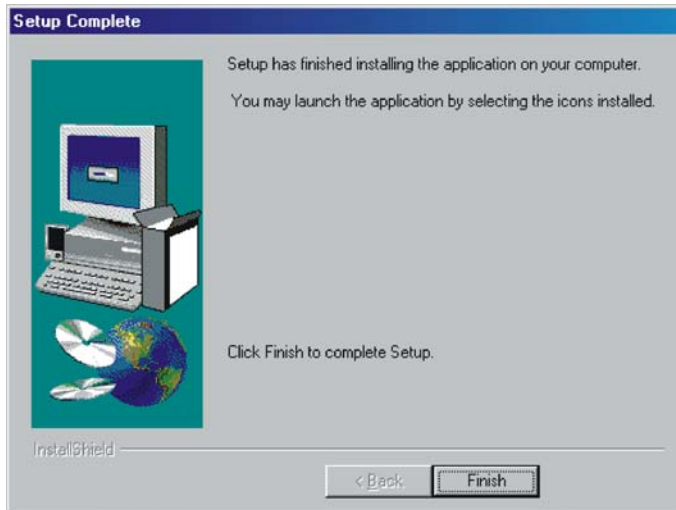 Setup Complete
Setup has finished installing the application on your computer.
You may launch the application by selecting the icons installed.
Click Finish to complete Setup.
InstallShield
< Back
Finish